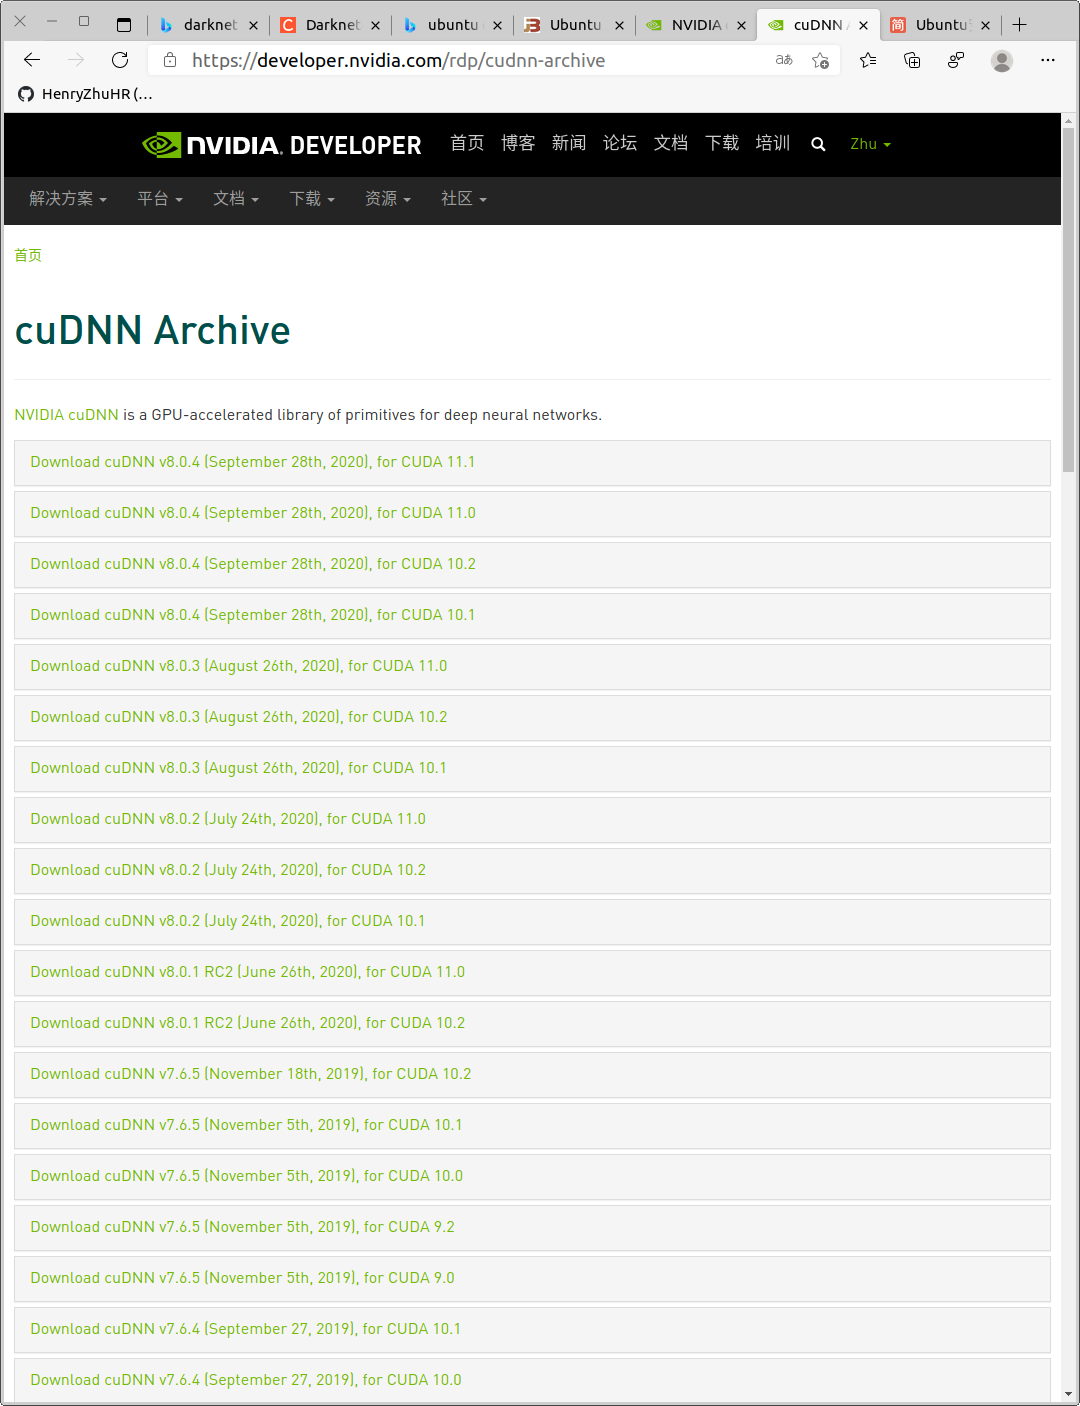 darknet
Darknet
ubuntu
Ubuntu
NVIDIA
cuDNN
Ubuntu
https://developer.nvidia.com/rdp/cudnn-archive
HenryZhuHR (...
NVIDIA. DEVELOPER 首页 博客 新闻 论坛 文档 下载 培训 Zhu
解决方案 平台 文档 下载 资源 社区
首页
cuDNN Archive
NVIDIA cuDNN is a GPU-accelerated library of primitives for deep neural networks.
Download cuDNN v8.0.4 (September 28th, 2020), for CUDA 11.1
Download cuDNN v8.0.4 (September 28th, 2020), for CUDA 11.0
Download cuDNN v8.0.4 (September 28th, 2020), for CUDA 10.2
Download cuDNN v8.0.4 (September 28th, 2020), for CUDA 10.1
Download cuDNN v8.0.3 (August 26th, 2020), for CUDA 11.0
Download cuDNN v8.0.3 (August 26th, 2020), for CUDA 10.2
Download cuDNN v8.0.3 (August 26th, 2020), for CUDA 10.1
Download cuDNN v8.0.2 (July 24th, 2020), for CUDA 11.0
Download cuDNN v8.0.2 (July 24th, 2020), for CUDA 10.2
Download cuDNN v8.0.2 (July 24th, 2020), for CUDA 10.1
Download cuDNN v8.0.1 RC2 (June 26th, 2020), for CUDA 11.0
Download cuDNN v8.0.1 RC2 (June 26th, 2020), for CUDA 10.2
Download cuDNN v7.6.5 (November 18th, 2019), for CUDA 10.2
Download cuDNN v7.6.5 (November 5th, 2019), for CUDA 10.1
Download cuDNN v7.6.5 (November 5th, 2019), for CUDA 10.0
Download cuDNN v7.6.5 (November 5th, 2019), for CUDA 9.2
Download cuDNN v7.6.5 (November 5th, 2019), for CUDA 9.0
Download cuDNN v7.6.4 (September 27, 2019), for CUDA 10.1
Download cuDNN v7.6.4 (September 27, 2019), for CUDA 10.0